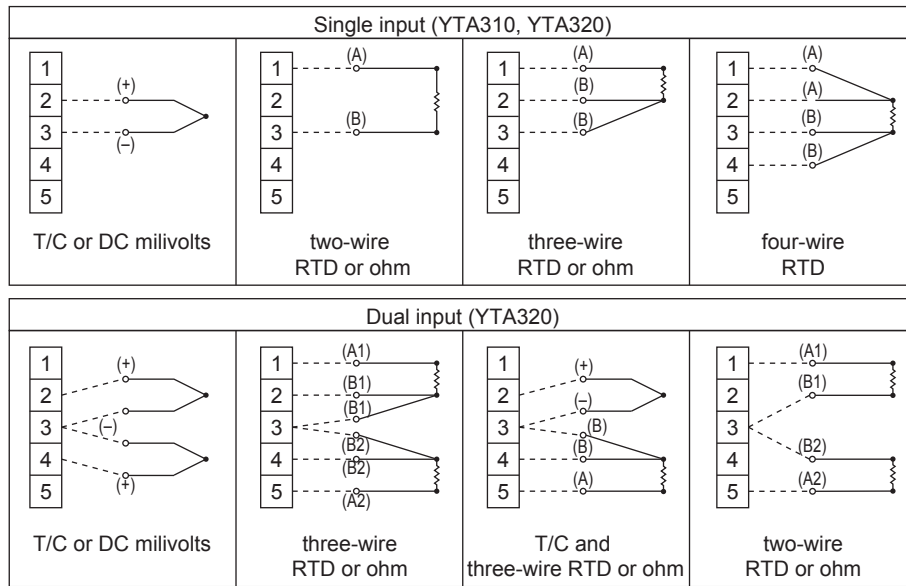 Single input (YTA310, YTA320)
1
2
3
4
5
(+)
(–)
T/C or DC milivolts
1
2
3
4
5
(A)
(B)
two-wire
RTD or ohm
1
2
3
4
5
(A)
(B)
(B)
three-wire
RTD or ohm
1
2
3
4
5
(A)
(A)
(B)
(B)
four-wire
RTD
Dual input (YTA320)
1
2
3
4
5
(+)
(–)
(+)
T/C or DC milivolts
1
2
3
4
5
(A1)
(B1)
(B1)
(B2)
(A2)
three-wire
RTD or ohm
1
2
3
4
5
(+)
(–)
(B)
(B)
(A)
T/C and
three-wire RTD or ohm
1
2
3
4
5
(A1)
(B1)
(B2)
(A2)
two-wire
RTD or ohm